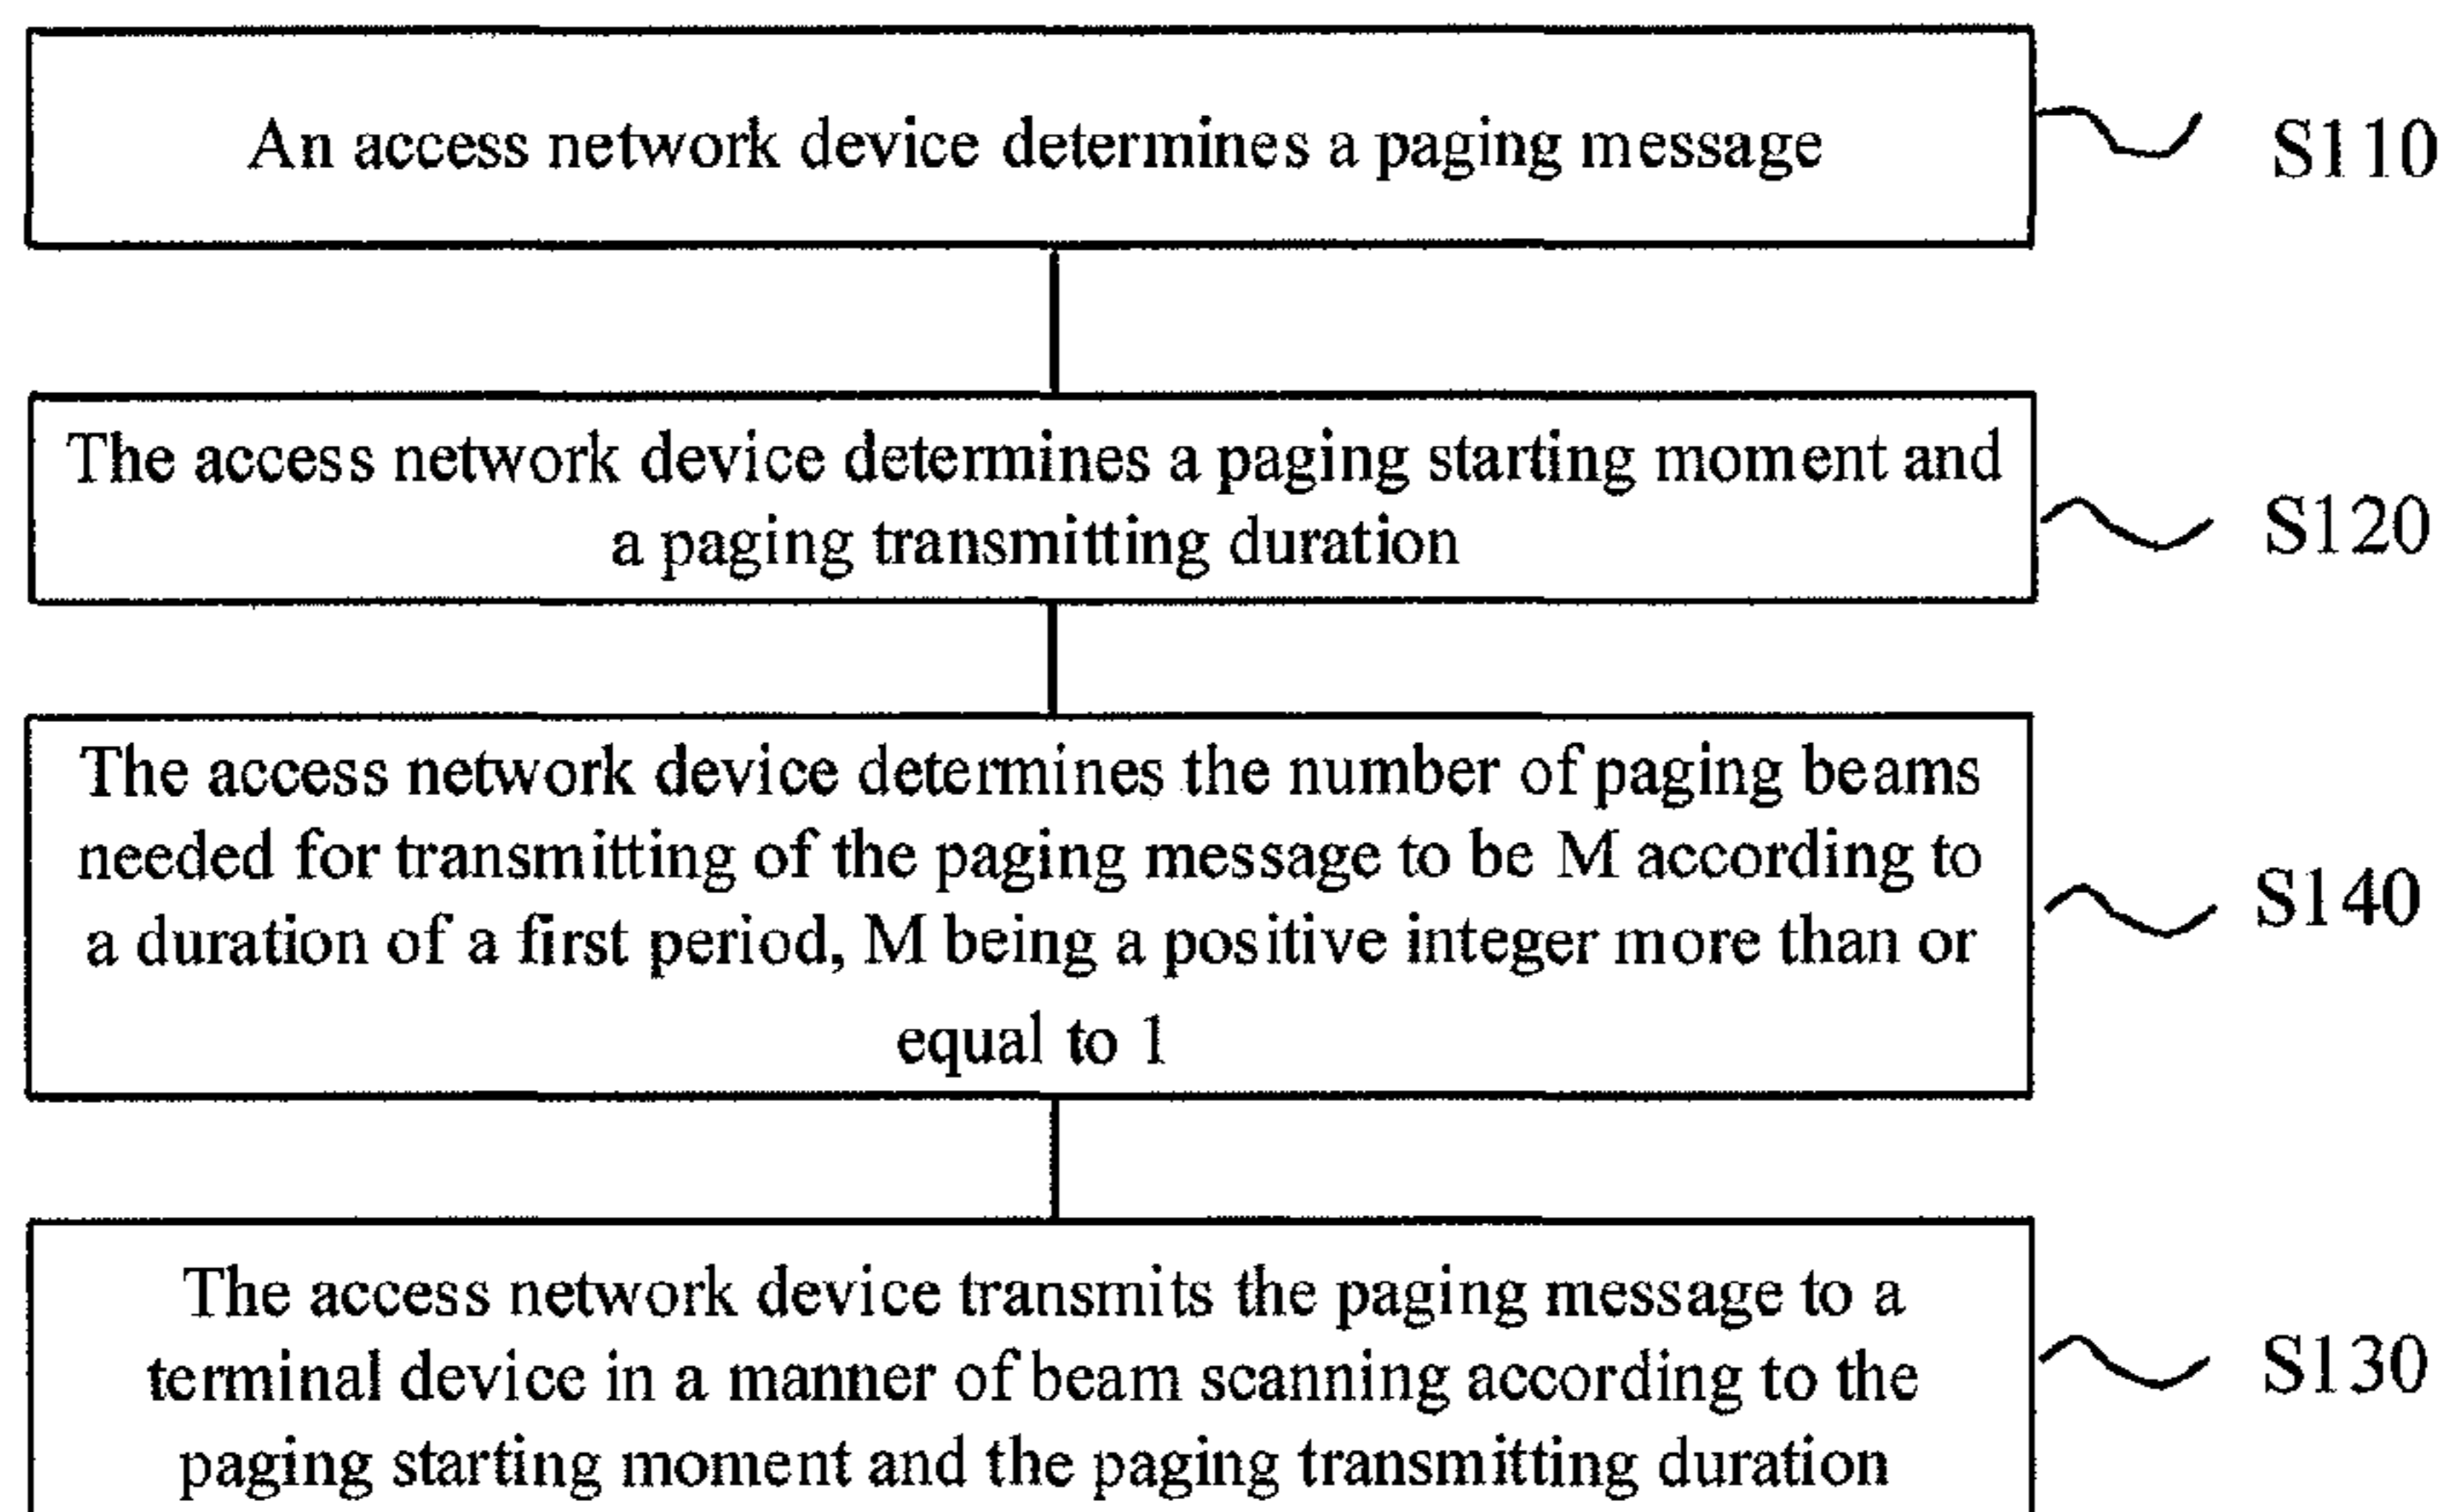 An access network device determines a paging message
S110
The access network device determines a paging starting moment and
a paging transmitting duration
S120
The access network device determines the number of paging beams
needed for transmitting of the paging message to be M according to
a duration of a first period, M being a positive integer more than or
equal to 1
S140
The access network device transmits the paging message to a
terminal device in a manner of beam scanning according to the
paging starting moment and the paging transmitting duration
S130